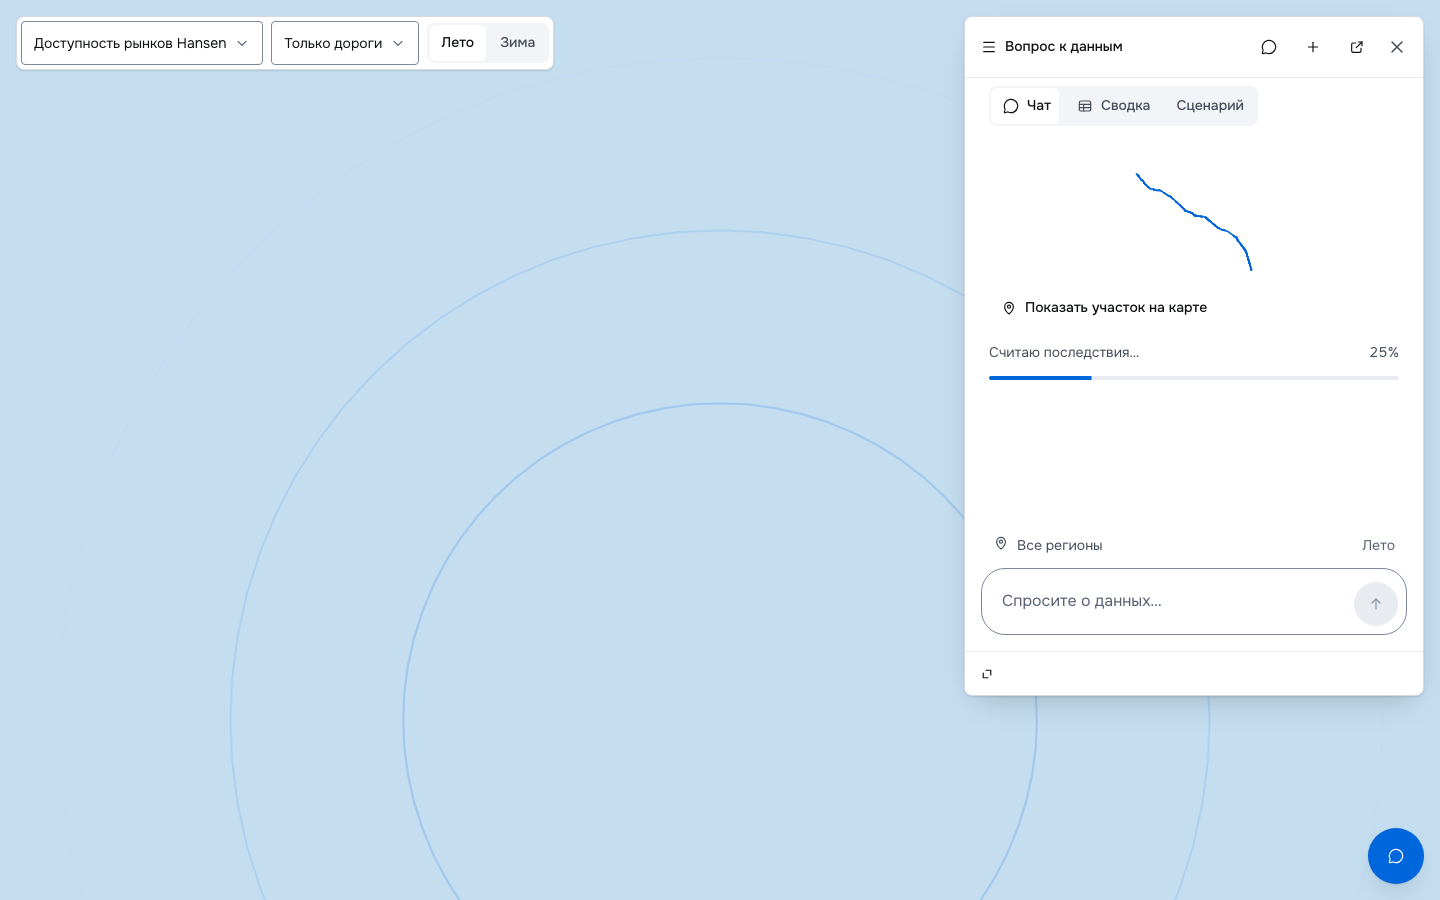 Доступность рынков Hansen
Только дороги
Лето
Зима
Вопрос к данным
Чат
Сводка
Сценарий
Показать участок на карте
Считаю последствия...
25%
Все регионы
Лето
Спросите о данных...